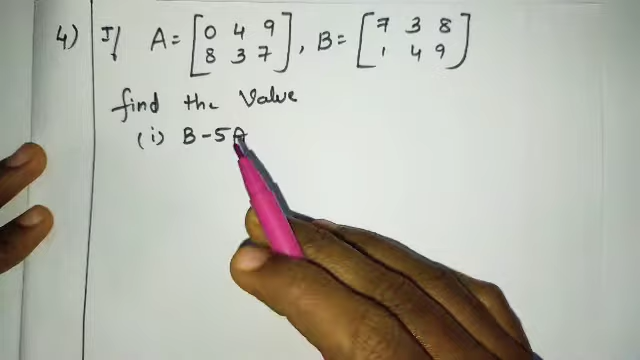 4) If A = [0 4 9
8 3 7], B = [7 3 8
1 4 9]
find the value
(i) B-5A